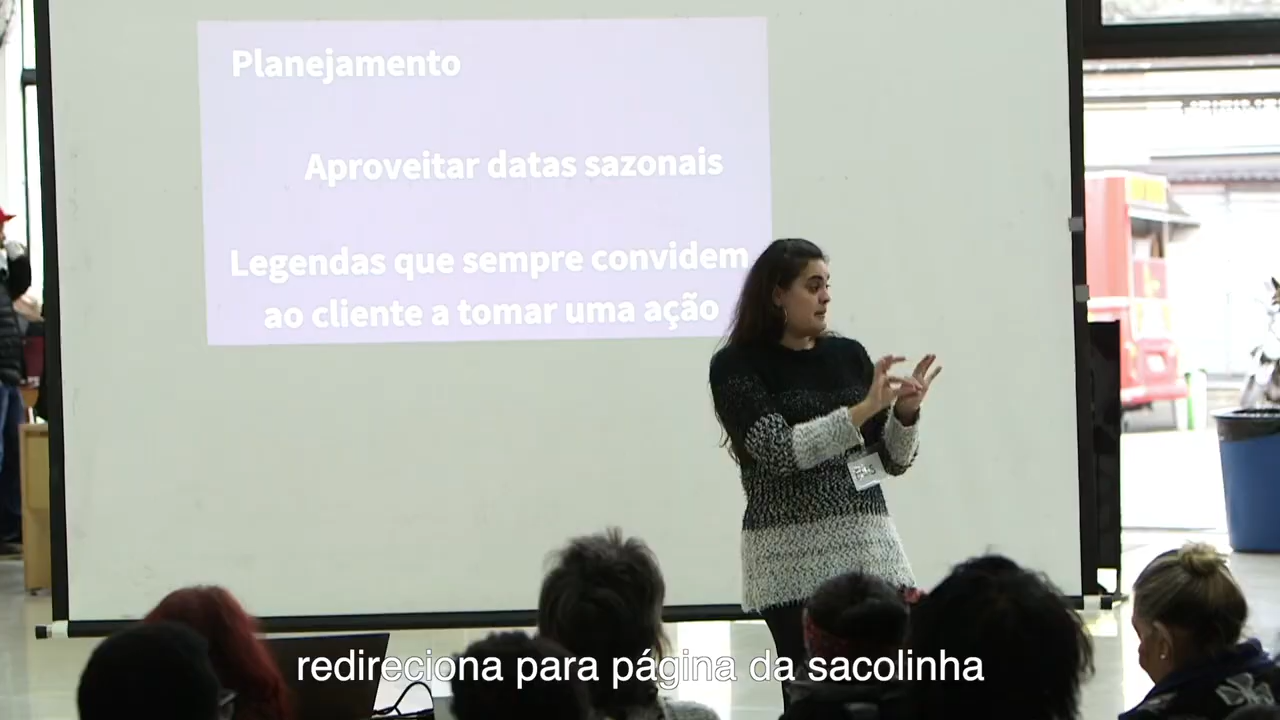 Planejamento
Aproveitar datas sazonais
Legendas que sempre convidem
ao cliente a tomar uma ação
redireciona para página da sacolinha